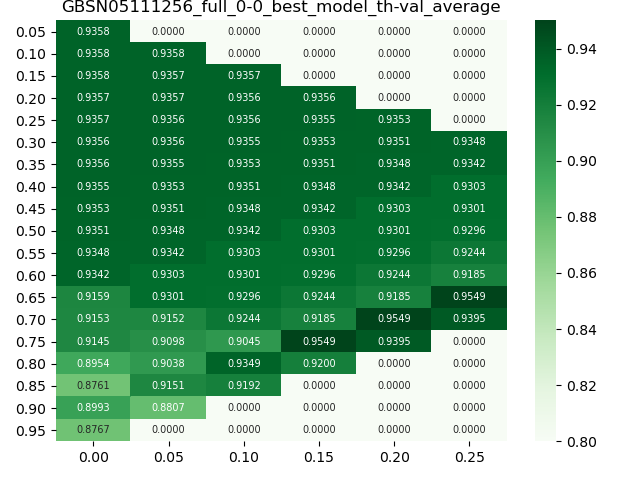 GBSN05111256_full_0-0_best_model_th-val_average
0.05 0.9358 0.0000 0.0000 0.0000 0.0000 0.0000
0.10 0.9358 0.9358 0.0000 0.0000 0.0000 0.0000
0.15 0.9358 0.9357 0.9357 0.0000 0.0000 0.0000
0.20 0.9357 0.9357 0.9356 0.9356 0.0000 0.0000
0.25 0.9357 0.9356 0.9356 0.9355 0.9353 0.0000
0.30 0.9356 0.9356 0.9355 0.9353 0.9351 0.9348
0.35 0.9356 0.9355 0.9353 0.9351 0.9348 0.9342
0.40 0.9355 0.9353 0.9351 0.9348 0.9342 0.9303
0.45 0.9353 0.9351 0.9348 0.9342 0.9303 0.9301
0.50 0.9351 0.9348 0.9342 0.9303 0.9301 0.9296
0.55 0.9348 0.9342 0.9303 0.9301 0.9296 0.9244
0.60 0.9342 0.9303 0.9301 0.9296 0.9244 0.9185
0.65 0.9159 0.9301 0.9296 0.9244 0.9185 0.9549
0.70 0.9153 0.9152 0.9244 0.9185 0.9549 0.9395
0.75 0.9145 0.9098 0.9045 0.9549 0.9395 0.0000
0.80 0.8954 0.9038 0.9349 0.9200 0.0000 0.0000
0.85 0.8761 0.9151 0.9192 0.0000 0.0000 0.0000
0.90 0.8993 0.8807 0.0000 0.0000 0.0000 0.0000
0.95 0.8767 0.0000 0.0000 0.0000 0.0000 0.0000
0.00 0.05 0.10 0.15 0.20 0.25
0.94
0.92
0.90
0.88
0.86
0.84
0.82
0.80